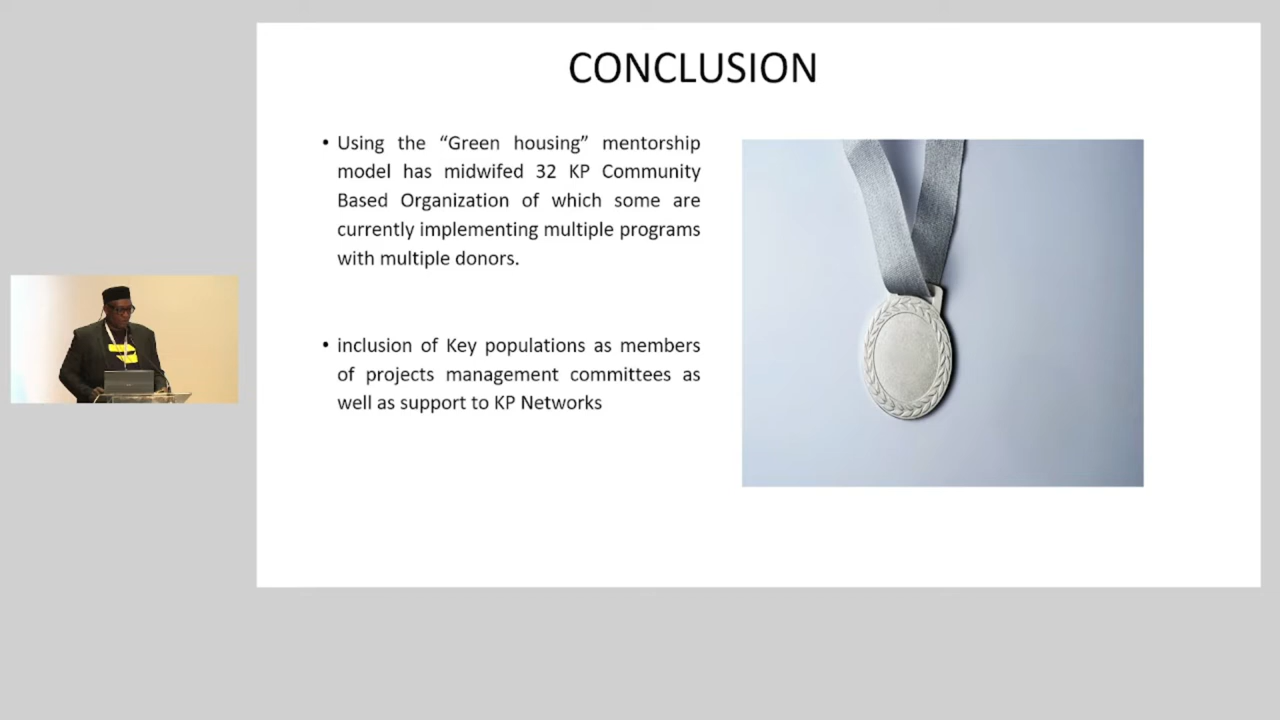 CONCLUSION
• Using the “Green housing” mentorship
model has midwifed 32 KP Community
Based Organization of which some are
currently implementing multiple programs
with multiple donors.
• inclusion of Key populations as members
of projects management committees as
well as support to KP Networks